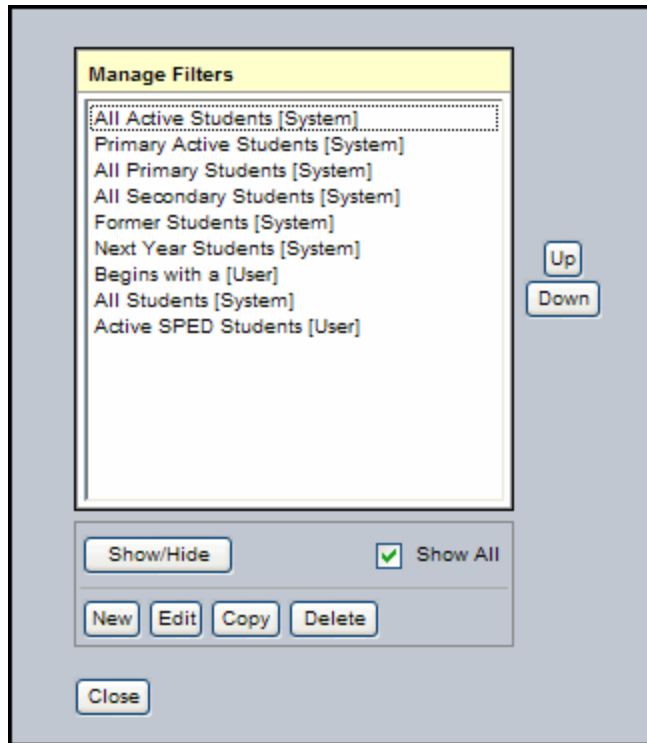 Manage Filters
All Active Students [System]
Primary Active Students [System]
All Primary Students [System]
All Secondary Students [System]
Former Students [System]
Next Year Students [System]
Begins with a [User]
All Students [System]
Active SPED Students [User]
Up
Down
Show/Hide Show All
New Edit Copy Delete
Close